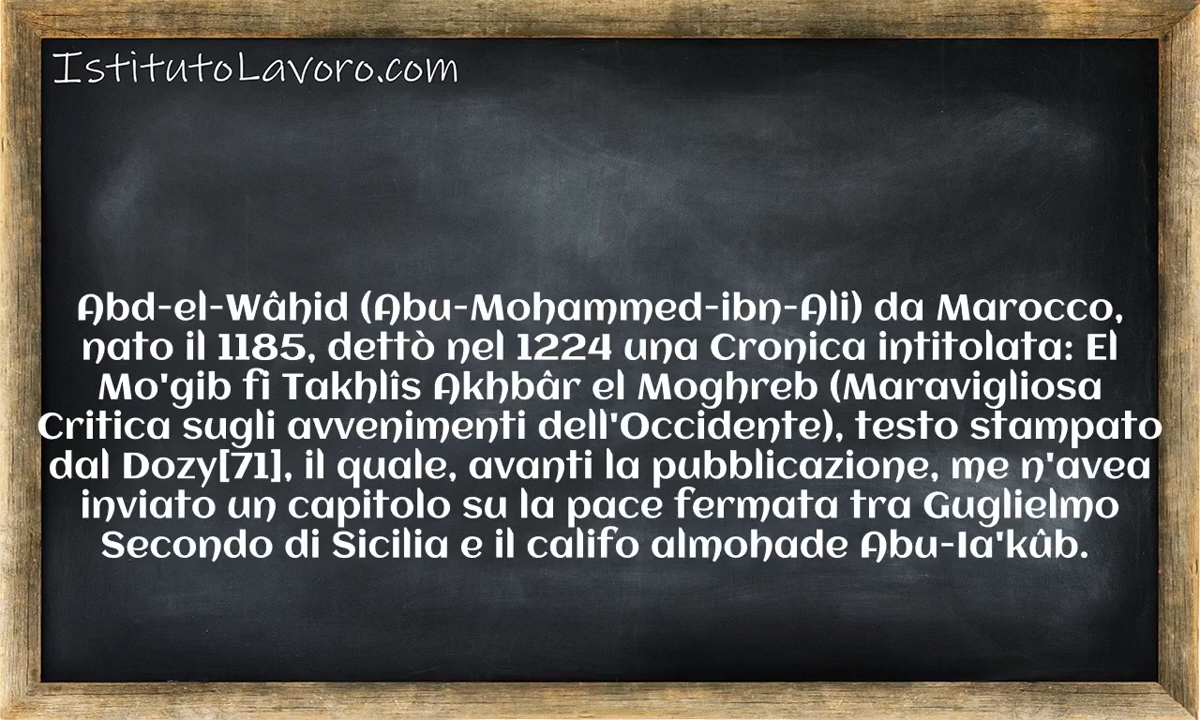 IstitutoLavoro.com
Abd-el-Wâhid (Abu-Mohammed-ibn-Ali) da Marocco,
nato il 1185, dettò nel 1224 una Cronica intitolata: El
Mo'gib fi Takhlîs Akhbâr el Moghreb (Maravigliosa
Critica sugli avvenimenti dell'Occidente), testo stampato
dal Dozy[71], il quale, avanti la pubblicazione, me n'avea
inviato un capitolo su la pace fermata tra Guglielmo
Secondo di Sicilia e il califo almohade Abu-Ia'kûb.